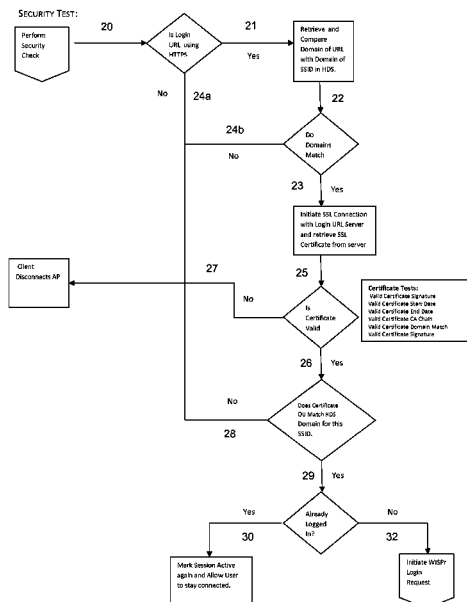 SECURITY TEST:
20
21
Perform
Security
Check
Is Login
URL using
HTTPS
Yes
Retrieve and
Compare
Domain of URL
with Domain of
SSID in HDS.
No
24a
22
24b
Do
Domains
Match
No
23
Yes
Initiate SSL Connection
with Login URL Server
and retrieve SSL
Certificate from server
Client
Disconnects AP
27
25
No
Is
Certificate
Valid
Certificate Tests:
Valid Certificate Signature
Valid Certificate Start Date
Valid Certificate End Date
Valid Certificate CA Chain
Valid Certificate Domain Match
Valid Certificate Signature
26
Yes
No
28
Does Certificate
OU Match HDS
Domain for this
SSID.
29
Yes
Yes
30
Already
Logged
In?
No
32
Mark Session Active
again and Allow User
to stay connected.
Initiate WISPr
Login
Request